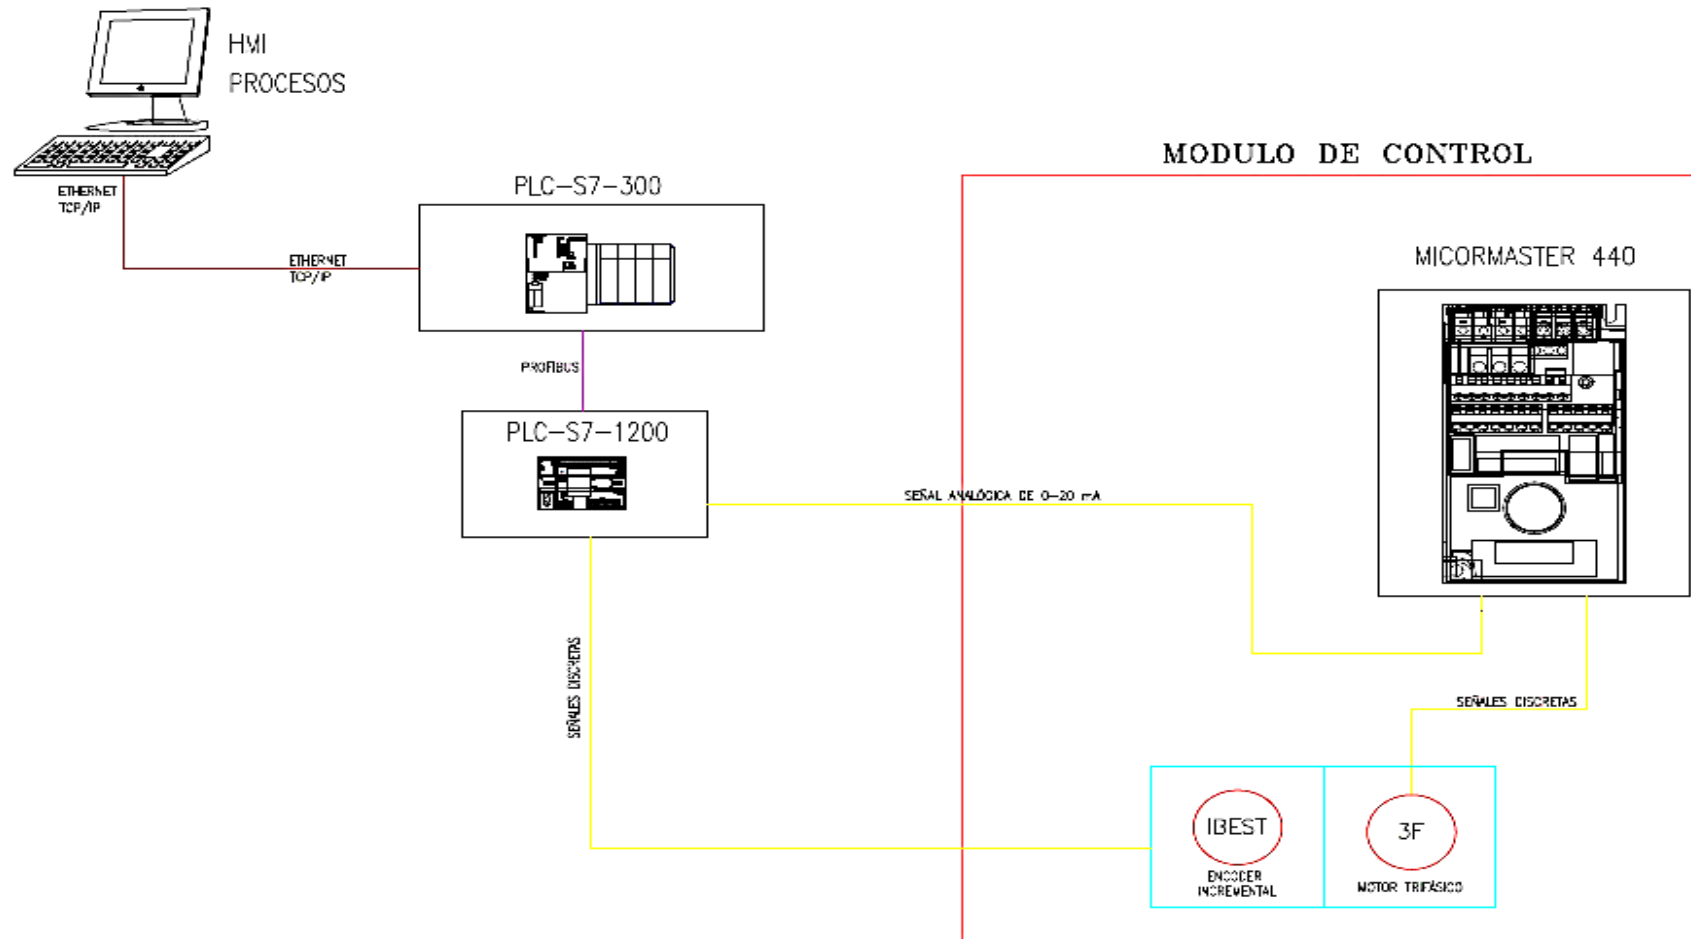 HMI
PROCESOS
ETHERNET
TCP/IP
ETHERNET
TCP/IP
PLC-S7-300
PROFIBUS
PLC-S7-1200
MODULO DE CONTROL
MICORMASTER 440
SEÑAL ANALÓGICA DE 0-20 mA
SEÑALES DISCRETAS
SEÑALES DISCRETAS
IBEST
ENCODER
INCREMENTAL
3F
MOTOR TRIFÁSICO